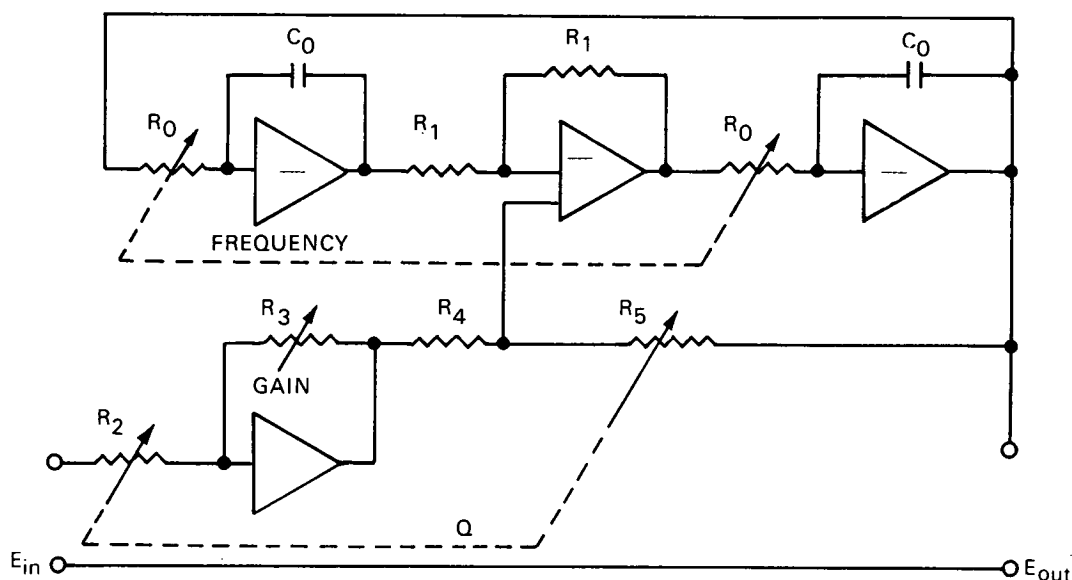 C0
R1
C0
R0
R1
R0
FREQUENCY
R3
R4
R5
GAIN
R2
Q
Ein
Eout